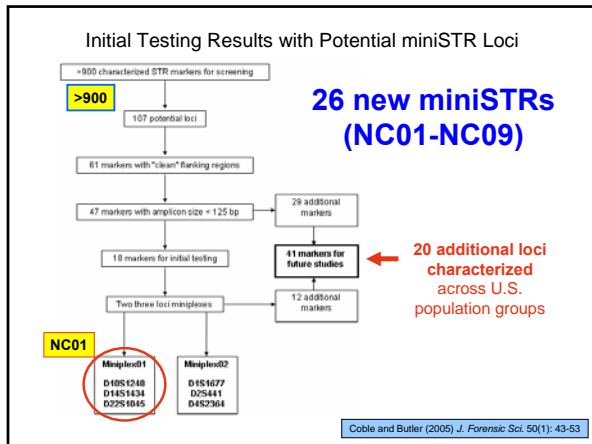 Initial Testing Results with Potential miniSTR Loci
>900 characterized STR markers for screening
>900
26 new miniSTRs
(NC01-NC09)
107 potential loci
61 markers with "clean" flanking regions
47 markers with amplicon size < 125 bp
29 additional
markers
18 markers for initial testing
41 markers for
future studies
20 additional loci
characterized
across U.S.
population groups
Two three loci miniplexes
12 additional
markers
NC01
Miniplex01
D10S1248
D14S1434
D22S1045
Miniplex02
D1S1677
D2S441
D4S2364
Coble and Butler (2005) J. Forensic Sci. 50(1): 43-53